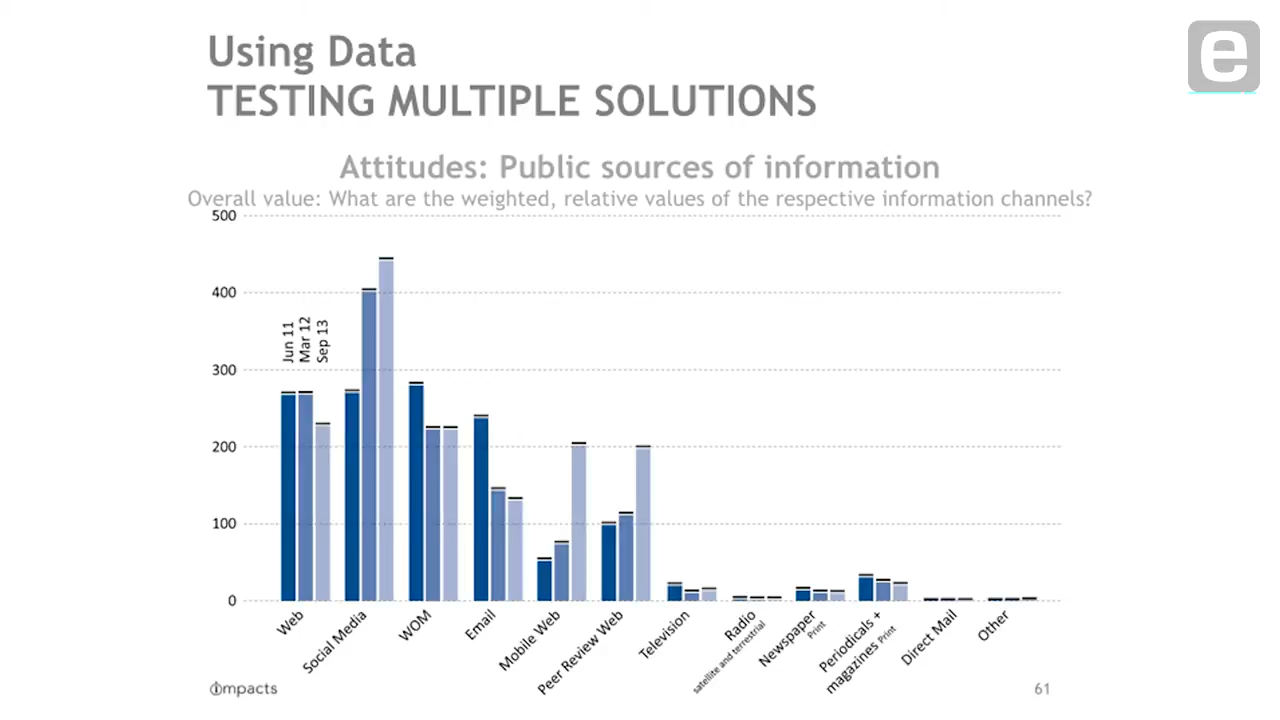 e
Using Data
TESTING MULTIPLE SOLUTIONS
Attitudes: Public sources of information
Overall value: What are the weighted, relative values of the respective information channels?
500
400
300
200
100
0
Jun 11
Mar 12
Sep 13
Web
Social Media
WOM
Email
Mobile Web
Peer Review Web
Television
Radio
satellite and terrestrial
Newspaper
Print
Periodicals +
magazines Print
Direct Mail
Other
impacts
61